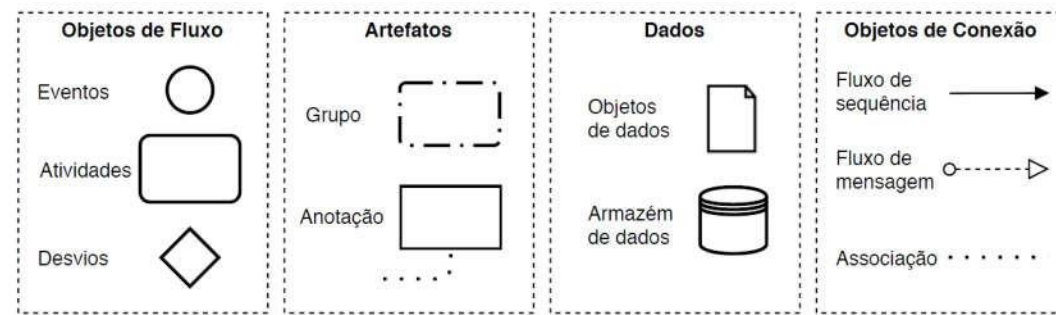 Objetos de Fluxo
Eventos
Atividades
Desvios
Artefatos
Grupo
Anotação
Dados
Objetos
de dados
Armazém
de dados
Objetos de Conexão
Fluxo de
sequência
Fluxo de
mensagem
Associação